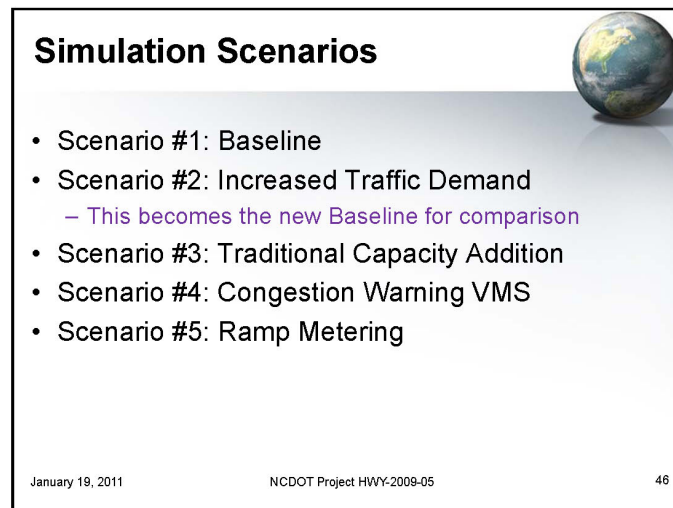 Simulation Scenarios
• Scenario #1: Baseline
• Scenario #2: Increased Traffic Demand
– This becomes the new Baseline for comparison
• Scenario #3: Traditional Capacity Addition
• Scenario #4: Congestion Warning VMS
• Scenario #5: Ramp Metering
January 19, 2011
NCDOT Project HWY-2009-05
46